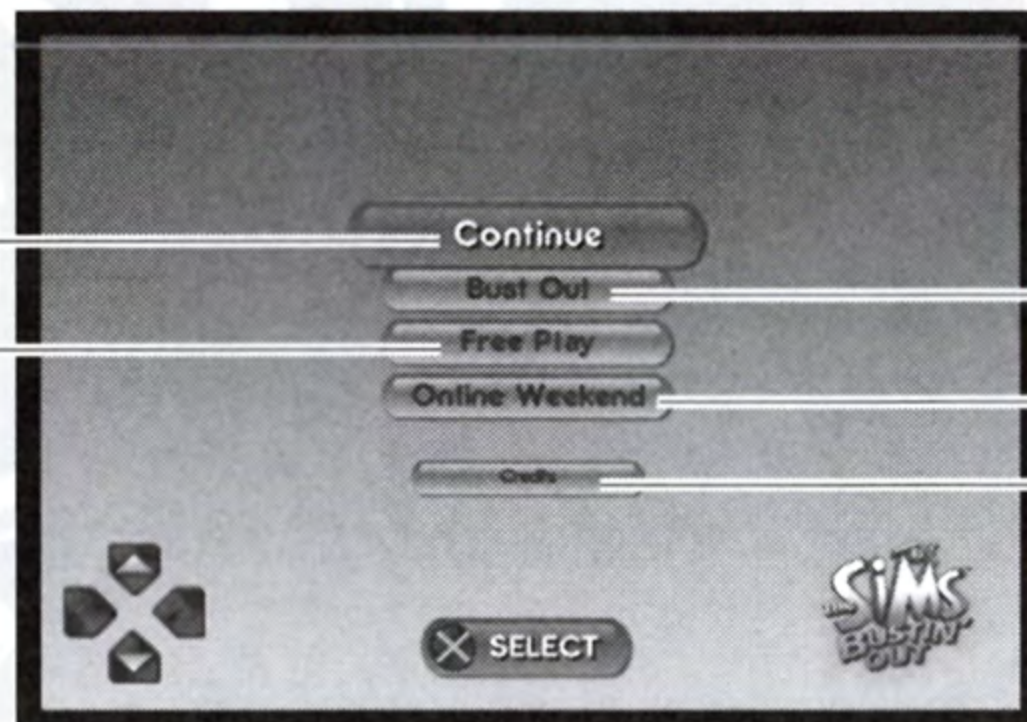 Continue
Bust Out
Free Play
Online Weekend
Credits
SELECT
The SiMS
BUSTIN'
OUT